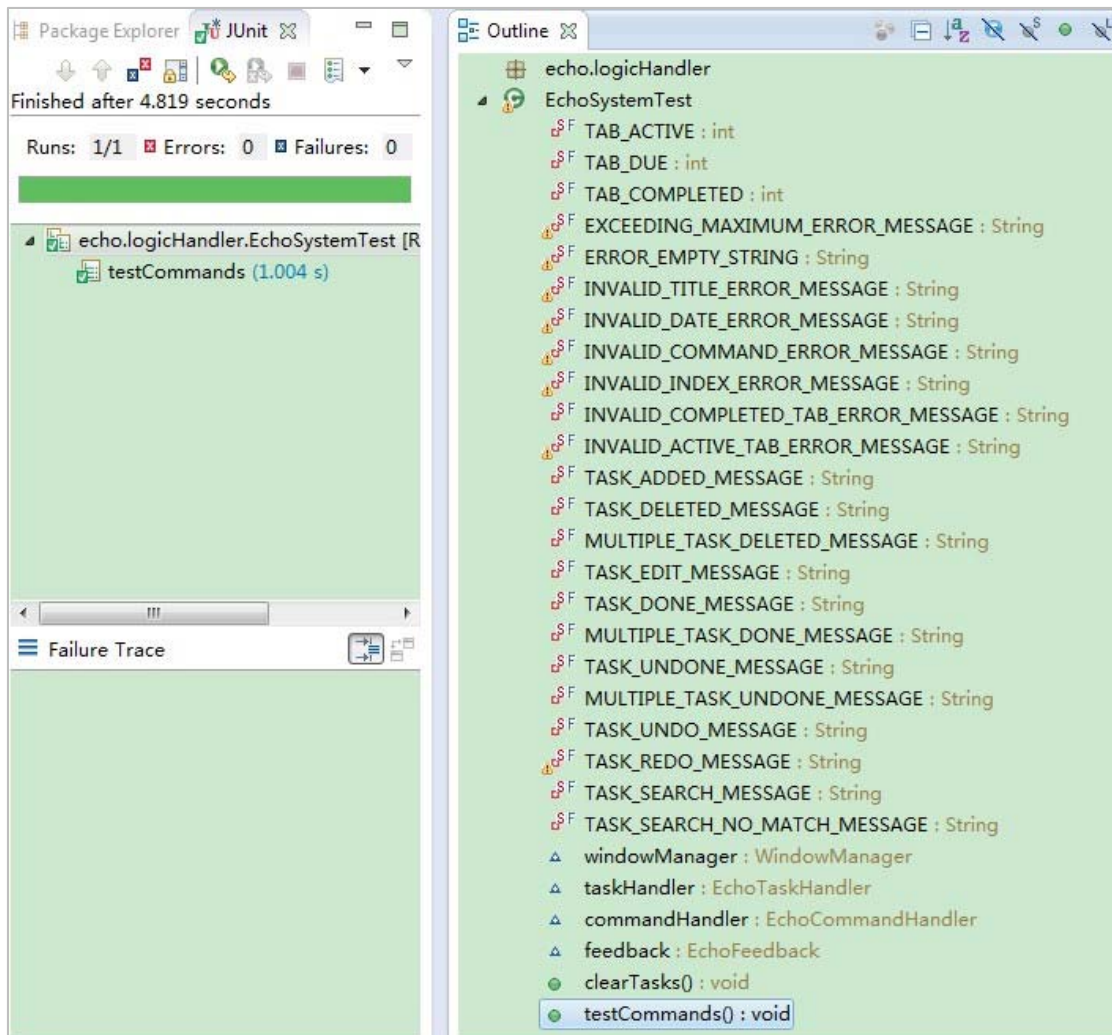 Package Explorer JUnit
Finished after 4.819 seconds
Runs: 1/1 Errors: 0 Failures: 0
echo.logicHandler.EchoSystemTest [R
testCommands (1.004 s)
Failure Trace
Outline
echo.logicHandler
EchoSystemTest
TAB_ACTIVE : int
TAB_DUE : int
TAB_COMPLETED : int
EXCEEDING_MAXIMUM_ERROR_MESSAGE : String
ERROR_EMPTY_STRING : String
INVALID_TITLE_ERROR_MESSAGE : String
INVALID_DATE_ERROR_MESSAGE : String
INVALID_COMMAND_ERROR_MESSAGE : String
INVALID_INDEX_ERROR_MESSAGE : String
INVALID_COMPLETED_TAB_ERROR_MESSAGE : String
INVALID_ACTIVE_TAB_ERROR_MESSAGE : String
TASK_ADDED_MESSAGE : String
TASK_DELETED_MESSAGE : String
MULTIPLE_TASK_DELETED_MESSAGE : String
TASK_EDIT_MESSAGE : String
TASK_DONE_MESSAGE : String
MULTIPLE_TASK_DONE_MESSAGE : String
TASK_UNDONE_MESSAGE : String
MULTIPLE_TASK_UNDONE_MESSAGE : String
TASK_UNDO_MESSAGE : String
TASK_REDO_MESSAGE : String
TASK_SEARCH_MESSAGE : String
TASK_SEARCH_NO_MATCH_MESSAGE : String
windowManager : WindowManager
taskHandler : EchoTaskHandler
commandHandler : EchoCommandHandler
feedback : EchoFeedback
clearTasks() : void
testCommands() : void